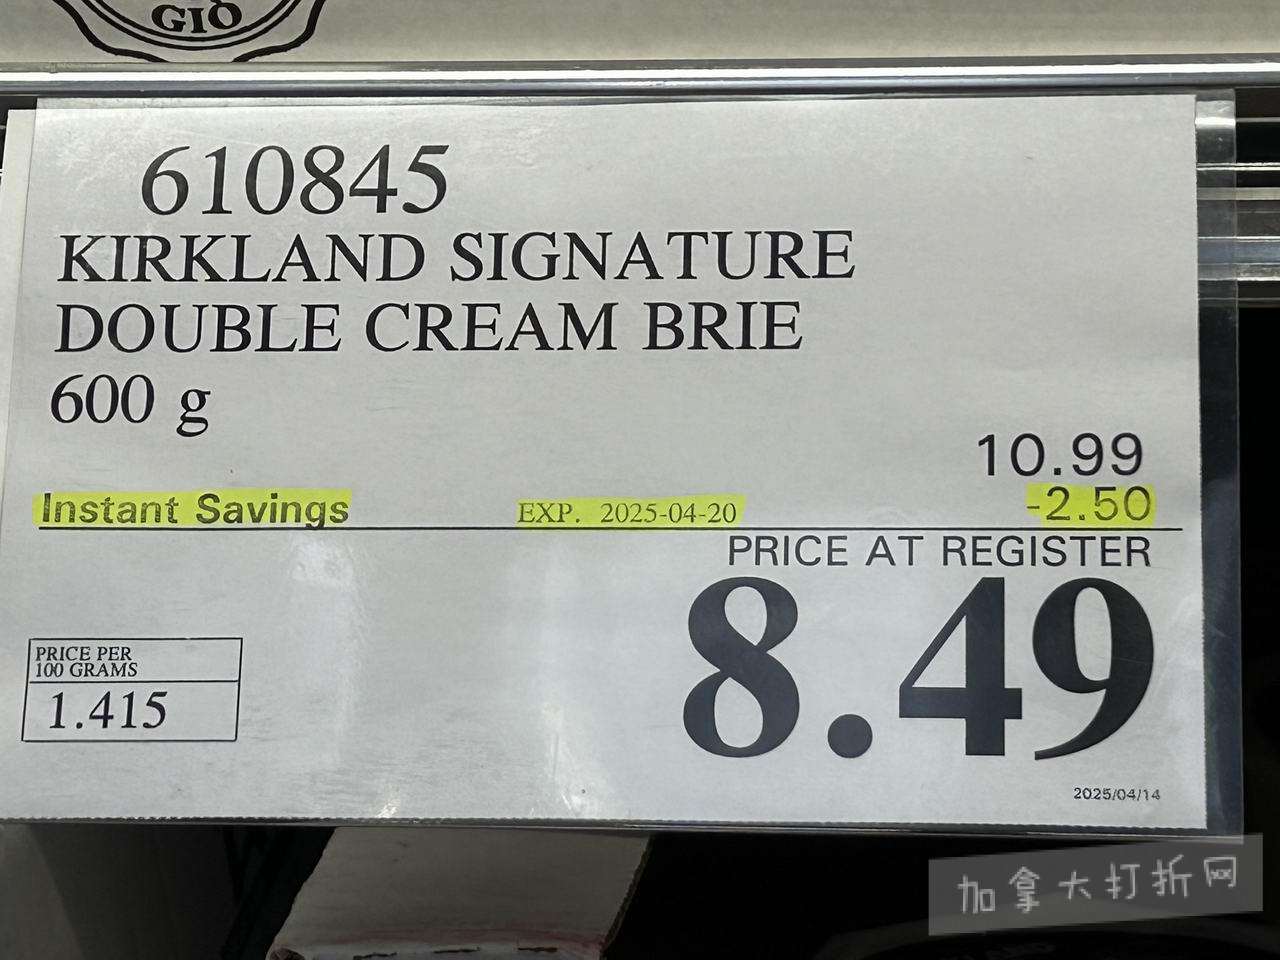 GIO
610845
KIRKLAND SIGNATURE
DOUBLE CREAM BRIE
600 g
10.99
Instant Savings EXP. 2025-04-20 -2.50
PRICE AT REGISTER
8.49
PRICE PER
100 GRAMS
1.415
2025/04/14
加拿大打折网